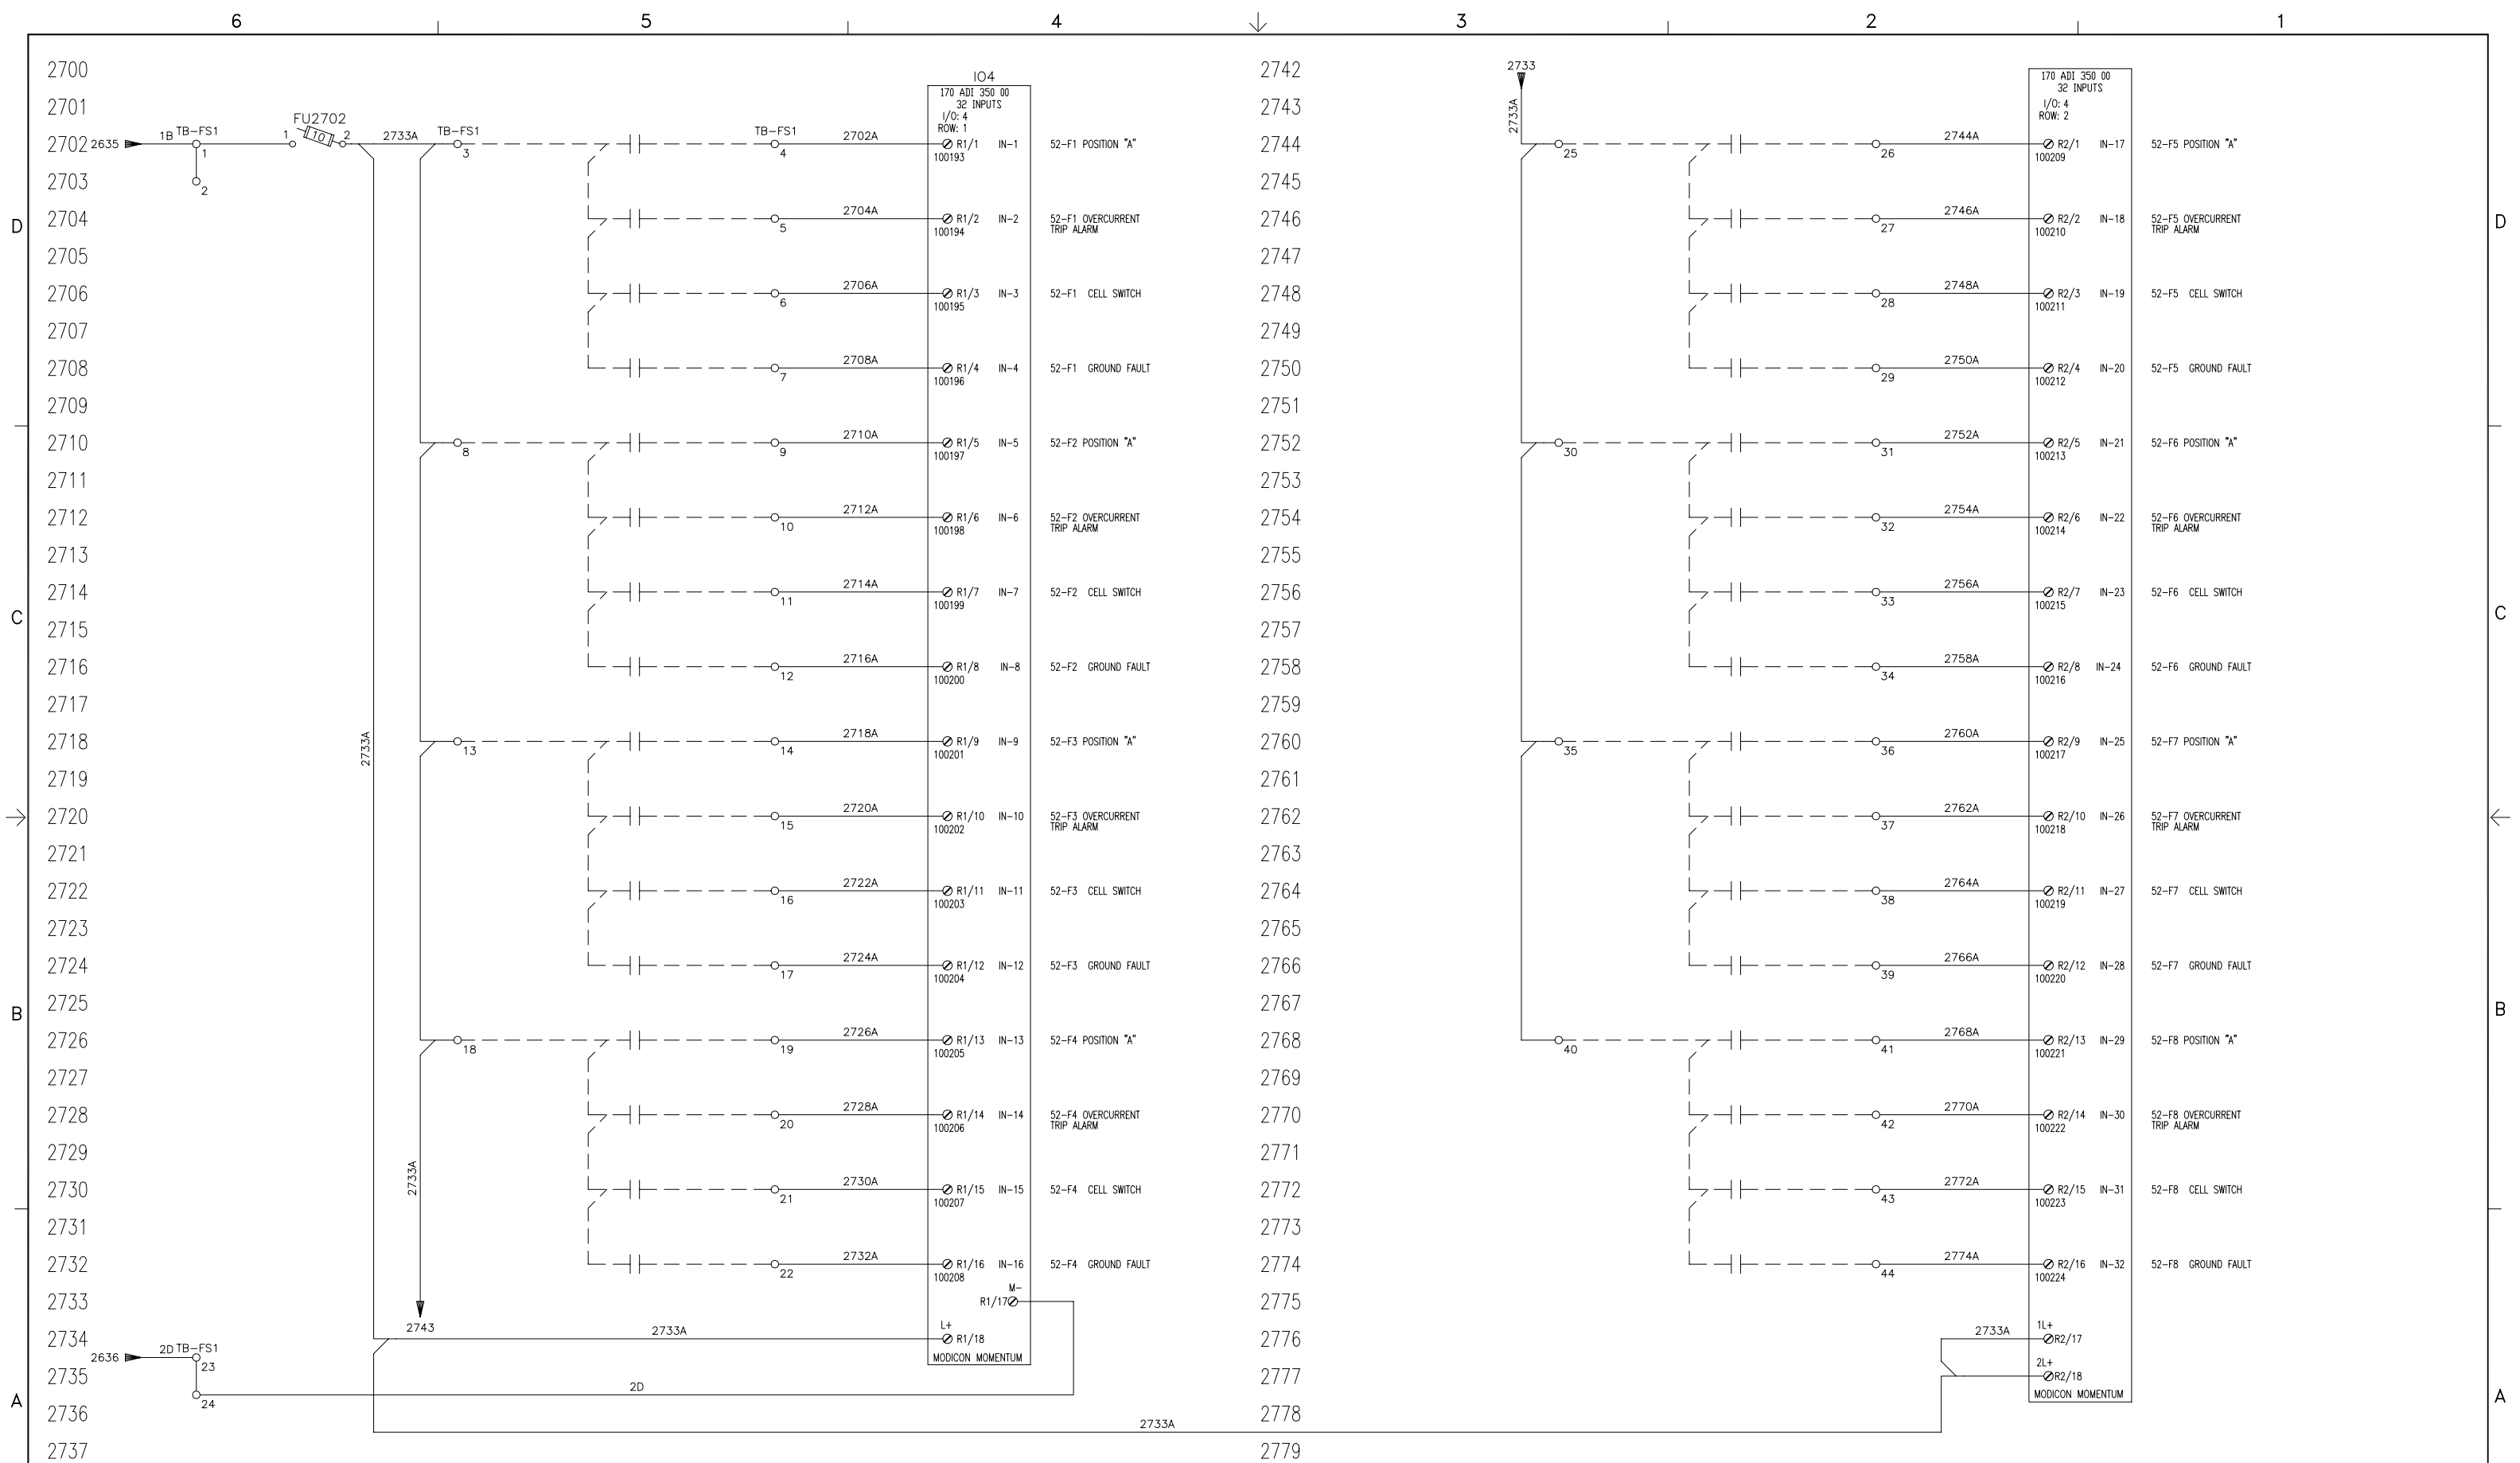 6 5 4 3 2 1
2700
IO4
170 ADI 350 00
32 INPUTS
I/O: 4
ROW: 1
2701
2702 2635 1B TB-FS1 1 1 FU2702 10 2 2733A TB-FS1 3 TB-FS1 4 2702A R1/1 IN-1 52-F1 POSITION "A"
100193
2703 2
D
2704 5 2704A R1/2 IN-2 52-F1 OVERCURRENT
TRIP ALARM
100194
2705
2706 6 2706A R1/3 IN-3 52-F1 CELL SWITCH
100195
2707
2708 7 2708A R1/4 IN-4 52-F1 GROUND FAULT
100196
2709
2710 8 9 2710A R1/5 IN-5 52-F2 POSITION "A"
100197
2711
2712 10 2712A R1/6 IN-6 52-F2 OVERCURRENT
TRIP ALARM
100198
2713
2714 11 2714A R1/7 IN-7 52-F2 CELL SWITCH
100199
C
2715
2716 12 2716A R1/8 IN-8 52-F2 GROUND FAULT
100200
2717
2718 2733A 13 14 2718A R1/9 IN-9 52-F3 POSITION "A"
100201
2719
2720 15 2720A R1/10 IN-10 52-F3 OVERCURRENT
TRIP ALARM
100202
2721
2722 16 2722A R1/11 IN-11 52-F3 CELL SWITCH
100203
2723
2724 17 2724A R1/12 IN-12 52-F3 GROUND FAULT
100204
2725
B
2726 18 19 2726A R1/13 IN-13 52-F4 POSITION "A"
100205
2727
2728 20 2728A R1/14 IN-14 52-F4 OVERCURRENT
TRIP ALARM
100206
2729
2730 2733A 21 2730A R1/15 IN-15 52-F4 CELL SWITCH
100207
2731
2732 22 2732A R1/16 IN-16 52-F4 GROUND FAULT
100208
M-
2733 R1/17
2743
L+
2734 2733A R1/18
2636 2D TB-FS1 23
MODICON MOMENTUM
2735
2D
24
A
2736
2733A
2737
2742
2733
170 ADI 350 00
32 INPUTS
I/O: 4
ROW: 2
2743 2733A
2744 25 26 2744A R2/1 IN-17 52-F5 POSITION "A"
100209
2745
D
2746 27 2746A R2/2 IN-18 52-F5 OVERCURRENT
TRIP ALARM
100210
2747
2748 28 2748A R2/3 IN-19 52-F5 CELL SWITCH
100211
2749
2750 29 2750A R2/4 IN-20 52-F5 GROUND FAULT
100212
2751
2752 30 31 2752A R2/5 IN-21 52-F6 POSITION "A"
100213
2753
2754 32 2754A R2/6 IN-22 52-F6 OVERCURRENT
TRIP ALARM
100214
2755
2756 33 2756A R2/7 IN-23 52-F6 CELL SWITCH
100215
C
2757
2758 34 2758A R2/8 IN-24 52-F6 GROUND FAULT
100216
2759
2760 35 36 2760A R2/9 IN-25 52-F7 POSITION "A"
100217
2761
2762 37 2762A R2/10 IN-26 52-F7 OVERCURRENT
TRIP ALARM
100218
2763
2764 38 2764A R2/11 IN-27 52-F7 CELL SWITCH
100219
2765
2766 39 2766A R2/12 IN-28 52-F7 GROUND FAULT
100220
2767
B
2768 40 41 2768A R2/13 IN-29 52-F8 POSITION "A"
100221
2769
2770 42 2770A R2/14 IN-30 52-F8 OVERCURRENT
TRIP ALARM
100222
2771
2772 43 2772A R2/15 IN-31 52-F8 CELL SWITCH
100223
2773
2774 44 2774A R2/16 IN-32 52-F8 GROUND FAULT
100224
2775
1L+
2776 2733A R2/17
2L+
2777 R2/18
MODICON MOMENTUM
A
2778
2779